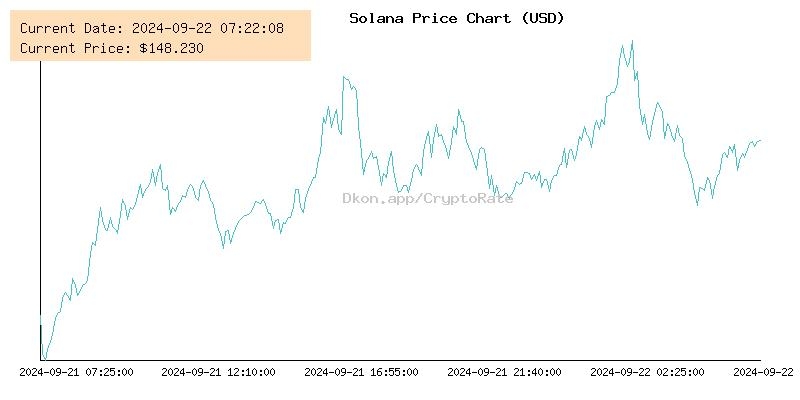 Solana Price Chart (USD)
Current Date: 2024-09-22 07:22:08
Current Price: $148.230
Dkon.app/CryptoRate
2024-09-21 07:25:00
2024-09-21 12:10:00
2024-09-21 16:55:00
2024-09-21 21:40:00
2024-09-22 02:25:00
2024-09-22